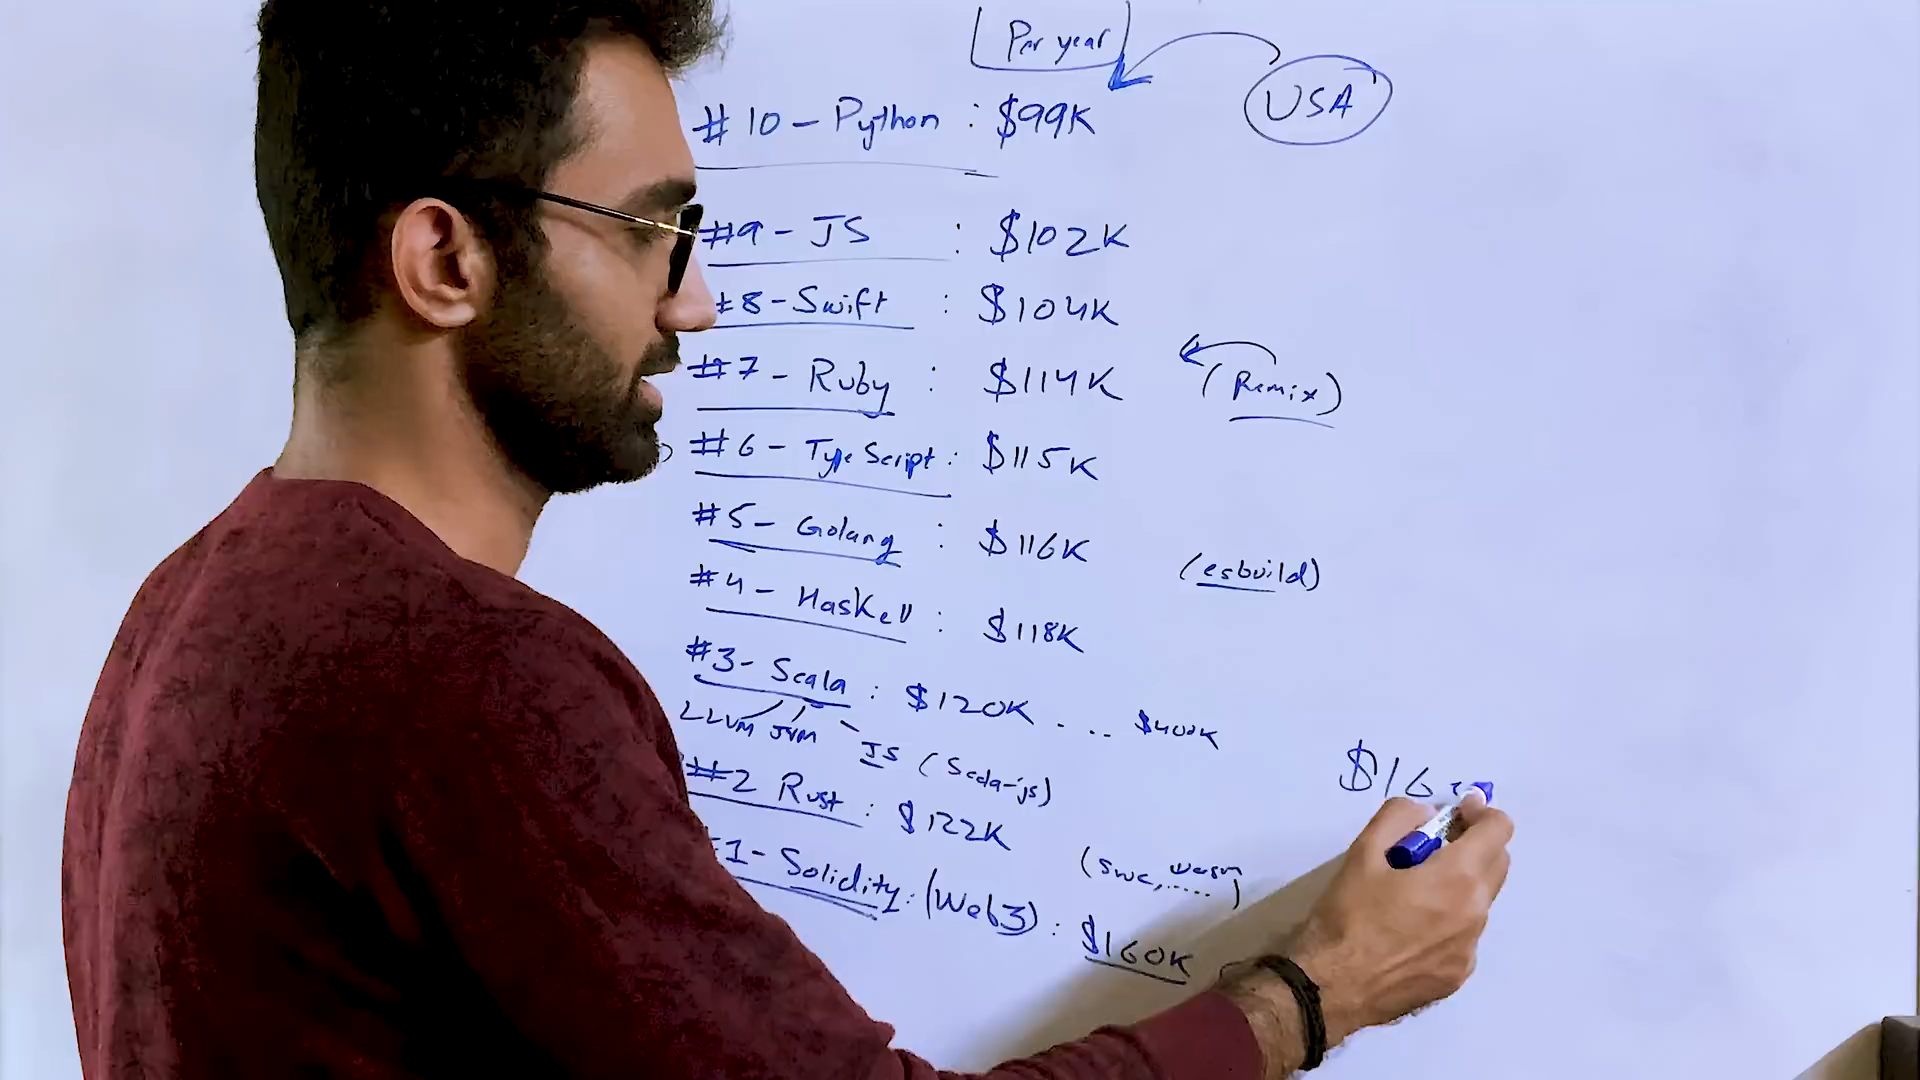 Per year
USA
#10 - Python : $99K
#9 - JS : $102K
#8 - Swift : $104K
#7 - Ruby : $114K
(Remix)
#6 - TypeScript : $115K
#5 - Golang : $116K
(esbuild)
#4 - Haskell : $118K
#3 - Scala : $120K ... $400K
LLVM JVM JS (Scala-js)
#2 Rust : $122K
(swc, wasm .....)
#1 - Solidity : (Web3) : $160K
$16